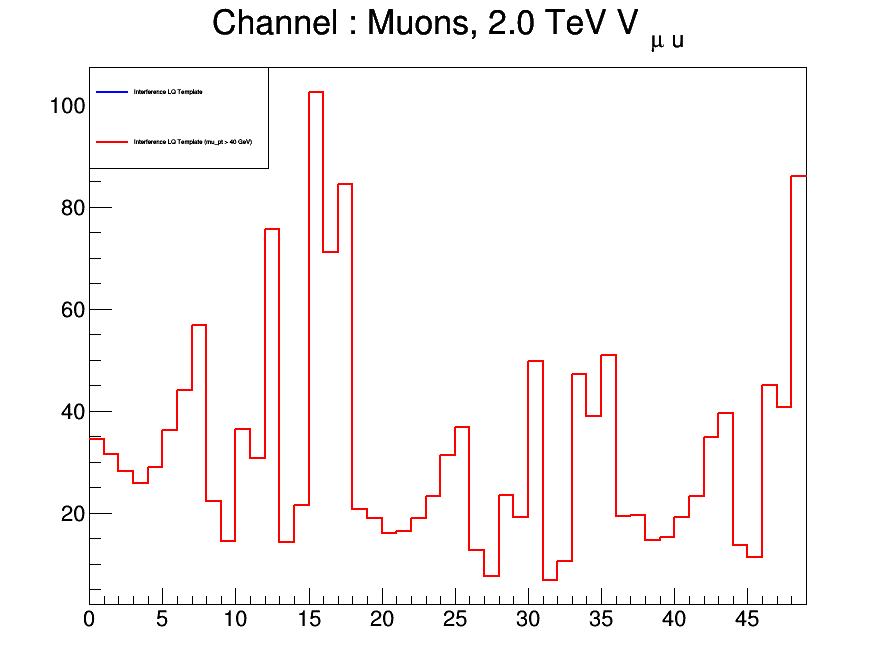 Channel : Muons, 2.0 TeV V μ u
Interference LQ Template
Interference LQ Template (mu_pt > 40 GeV)
100
80
60
40
20
0 5 10 15 20 25 30 35 40 45